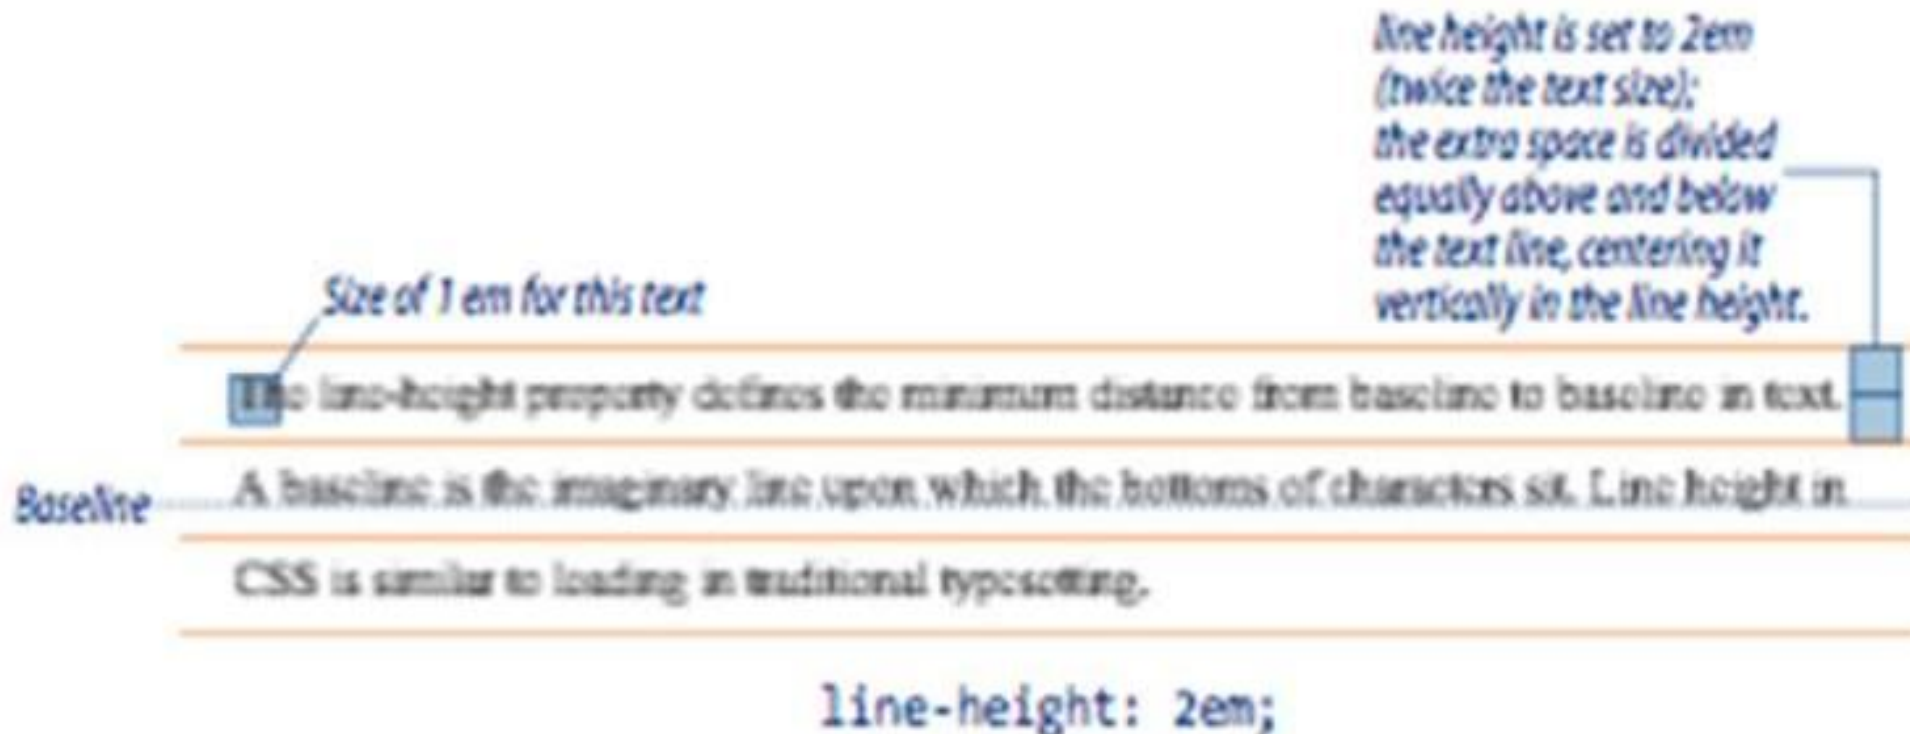 line height is set to 2em
(twice the text size);
the extra space is divided
equally above and below
the text line, centering it
vertically in the line height.
Size of 1 em for this text
The line-height property defines the minimum distance from baseline to baseline in text.
Baseline
A baseline is the imaginary line upon which the bottoms of characters sit. Line height in
CSS is similar to leading in traditional typesetting.
line-height: 2em;